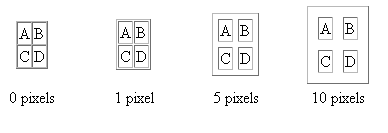 A B A B A B A B
C D C D C D C D
0 pixels 1 pixel 5 pixels 10 pixels